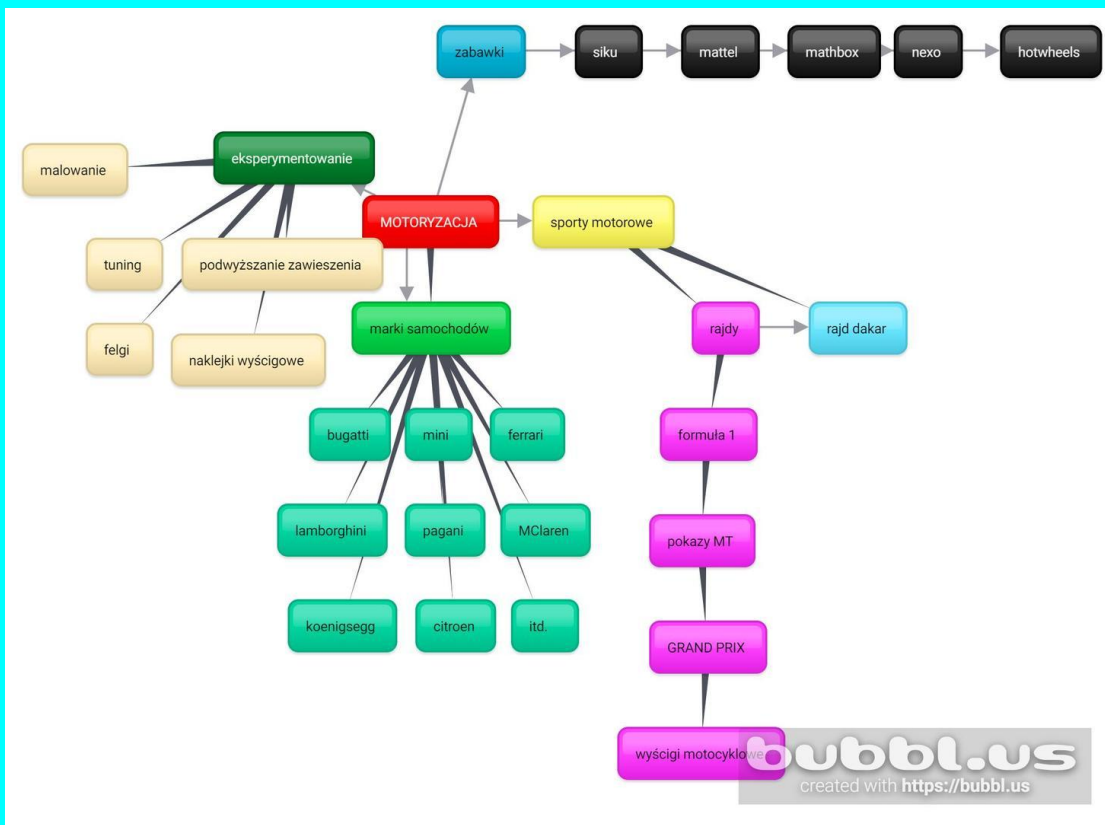 zabawki
siku
mattel
mathbox
nexo
hotwheels
eksperymentowanie
malowanie
MOTORYZACJA
sporty motorowe
tuning
podwyższanie zawieszenia
felgi
naklejki wyścigowe
marki samochodów
rajdy
rajd dakar
bugatti
mini
ferrari
formuła 1
lamborghini
pagani
MClaren
pokazy MT
koenigsegg
citroen
itd.
GRAND PRIX
wyścigi motocyklowe
bubbl.us
created with https://bubbl.us